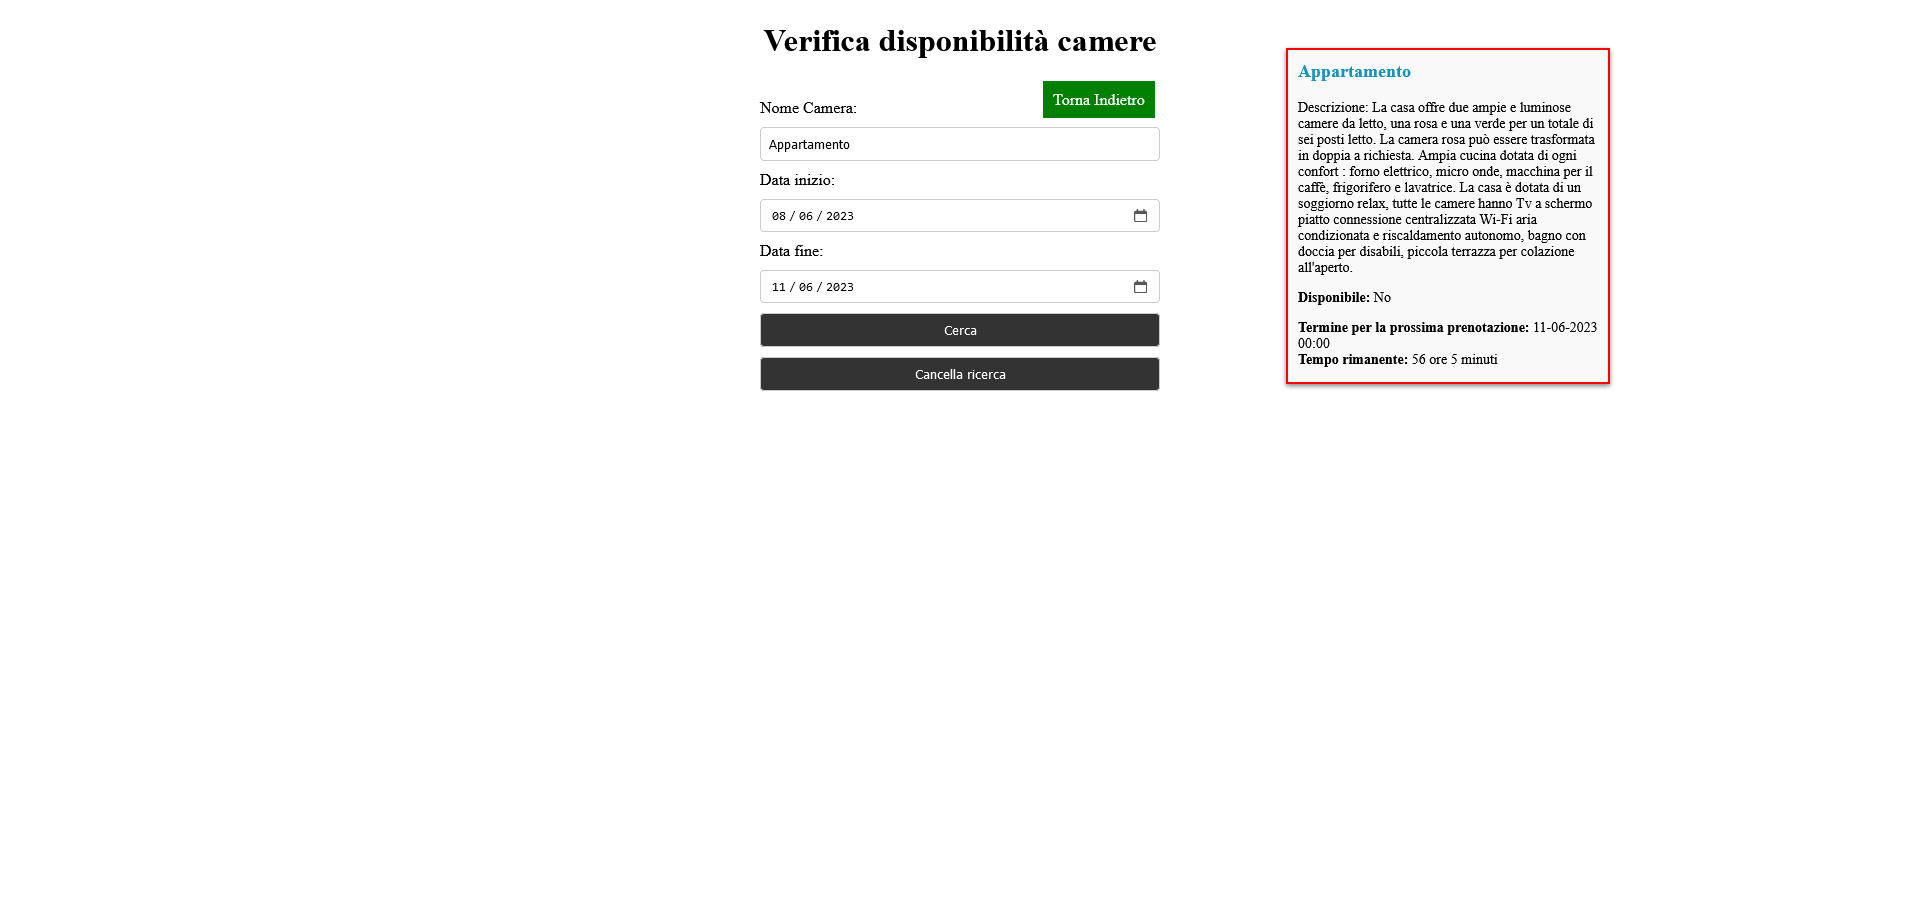 Verifica disponibilità camere
Torna Indietro
Nome Camera:
Appartamento
Data inizio:
08 / 06 / 2023
Data fine:
11 / 06 / 2023
Cerca
Cancella ricerca
Appartamento
Descrizione: La casa offre due ampie e luminose
camere da letto, una rosa e una verde per un totale di
sei posti letto. La camera rosa può essere trasformata
in doppia a richiesta. Ampia cucina dotata di ogni
confort : forno elettrico, micro onde, macchina per il
caffè, frigorifero e lavatrice. La casa è dotata di un
soggiorno relax, tutte le camere hanno Tv a schermo
piatto connessione centralizzata Wi-Fi aria
condizionata e riscaldamento autonomo, bagno con
doccia per disabili, piccola terrazza per colazione
all'aperto.
Disponibile: No
Termine per la prossima prenotazione: 11-06-2023
00:00
Tempo rimanente: 56 ore 5 minuti